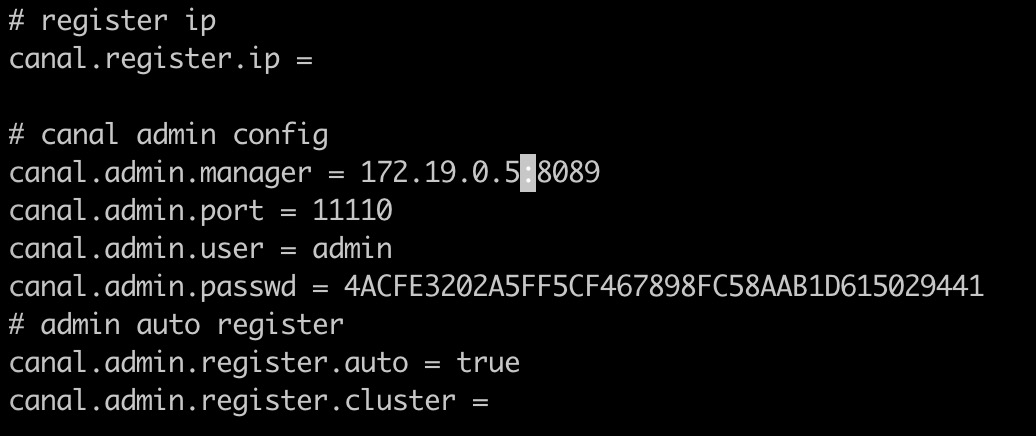 # register ip
canal.register.ip =
# canal admin config
canal.admin.manager = 172.19.0.5:8089
canal.admin.port = 11110
canal.admin.user = admin
canal.admin.passwd = 4ACFE3202A5FF5CF467898FC58AAB1D615029441
# admin auto register
canal.admin.register.auto = true
canal.admin.register.cluster =